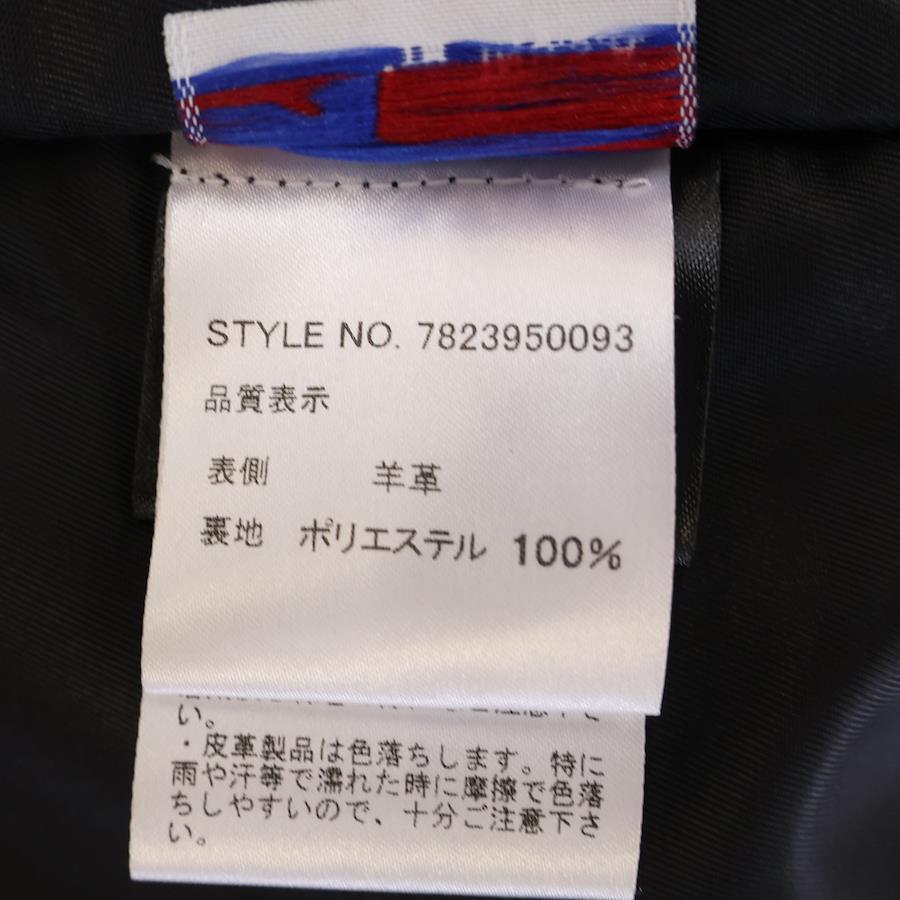 STYLE NO. 7823950093
品質表示
表側 羊革
裏地 ポリエステル 100%
い。
・皮革製品は色落ちします。特に
雨や汗等で濡れた時に摩擦で色落
ちしやすいので、十分ご注意下さ
い。